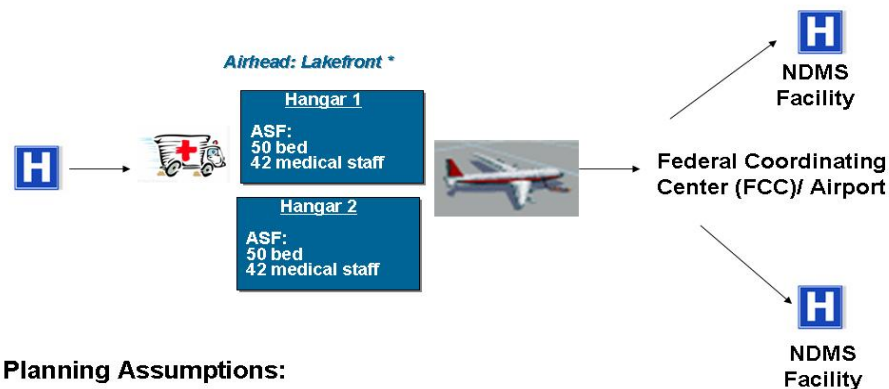 Airhead: Lakefront *
Hangar 1
ASF:
50 bed
42 medical staff
Hangar 2
ASF:
50 bed
42 medical staff
H
H
NDMS
Facility
Federal Coordinating
Center (FCC)/ Airport
H
NDMS
Facility
Planning Assumptions: